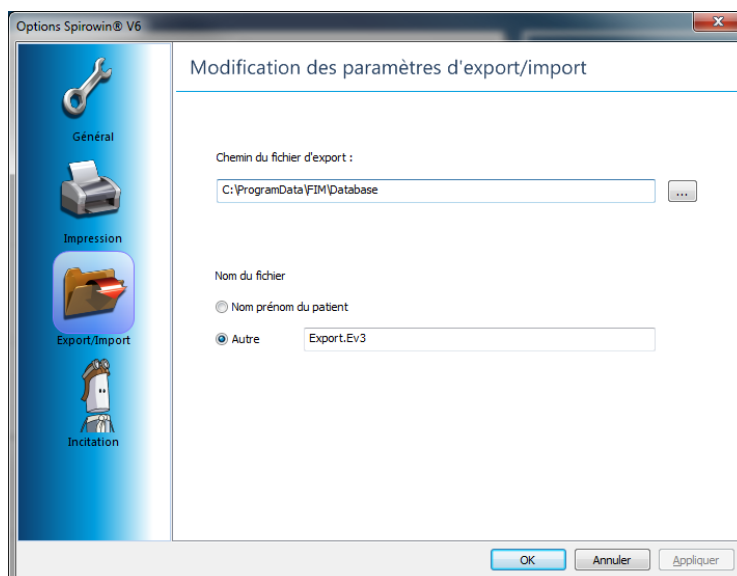 Options Spirowin® V6
Modification des paramètres d'export/import
Général
Impression
Export/Import
Incitation
Chemin du fichier d'export :
C:\ProgramData\FIM\Database
...
Nom du fichier
Nom prénom du patient
Autre
Export.Ev3
OK
Annuler
Appliquer